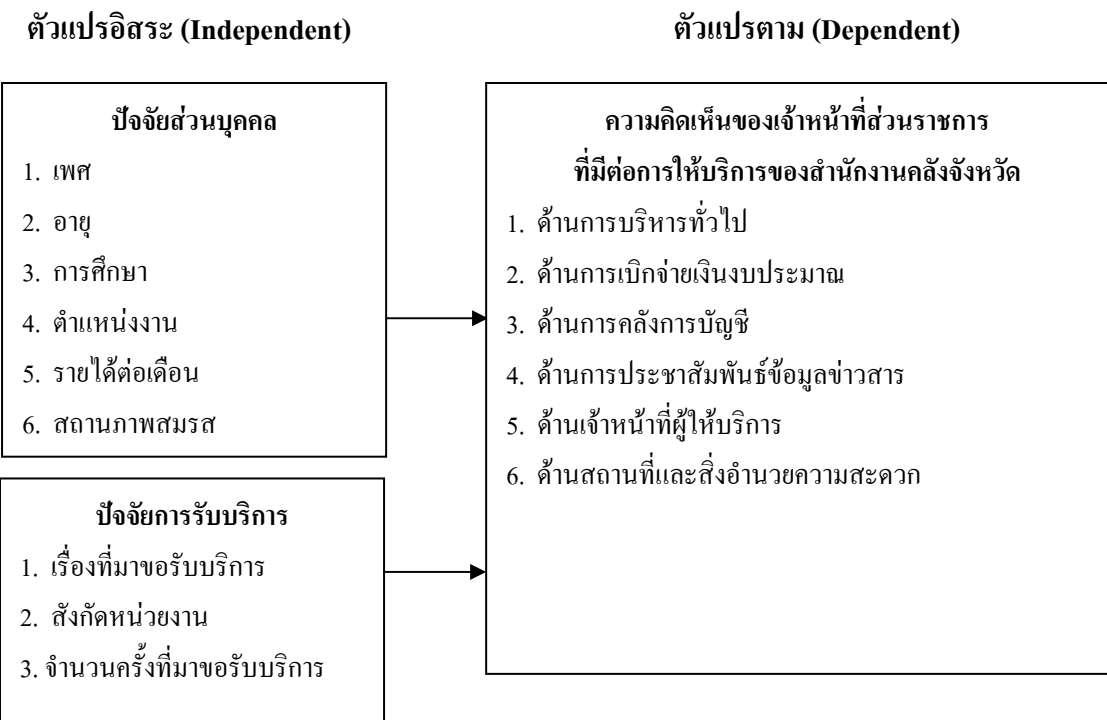 ตัวแปรอิสระ (Independent)
ตัวแปรตาม (Dependent)
ปัจจัยส่วนบุคคล
1. เพศ
2. อายุ
3. การศึกษา
4. ตำแหน่งงาน
5. รายได้ต่อเดือน
6. สถานภาพสมรส
ปัจจัยการรับบริการ
1. เรื่องที่มาขอรับบริการ
2. สังกัดหน่วยงาน
3. จำนวนครั้งที่มาขอรับบริการ
ความคิดเห็นของเจ้าหน้าที่ส่วนราชการ
ที่มีต่อการให้บริการของสำนักงานคลังจังหวัด
1. ด้านการบริหารทั่วไป
2. ด้านการเบิกจ่ายเงินงบประมาณ
3. ด้านการคลังการบัญชี
4. ด้านการประชาสัมพันธ์ข้อมูลข่าวสาร
5. ด้านเจ้าหน้าที่ผู้ให้บริการ
6. ด้านสถานที่และสิ่งอำนวยความสะดวก